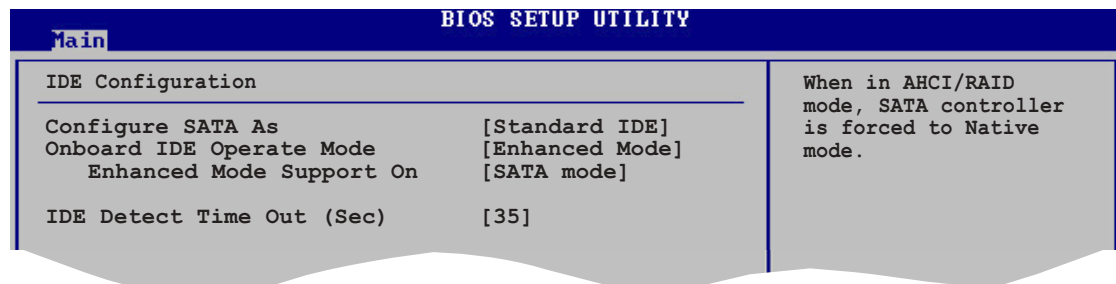 BIOS SETUP UTILITY
Main
IDE Configuration
Configure SATA As [Standard IDE]
Onboard IDE Operate Mode [Enhanced Mode]
Enhanced Mode Support On [SATA mode]
IDE Detect Time Out (Sec) [35]
When in AHCI/RAID
mode, SATA controller
is forced to Native
mode.